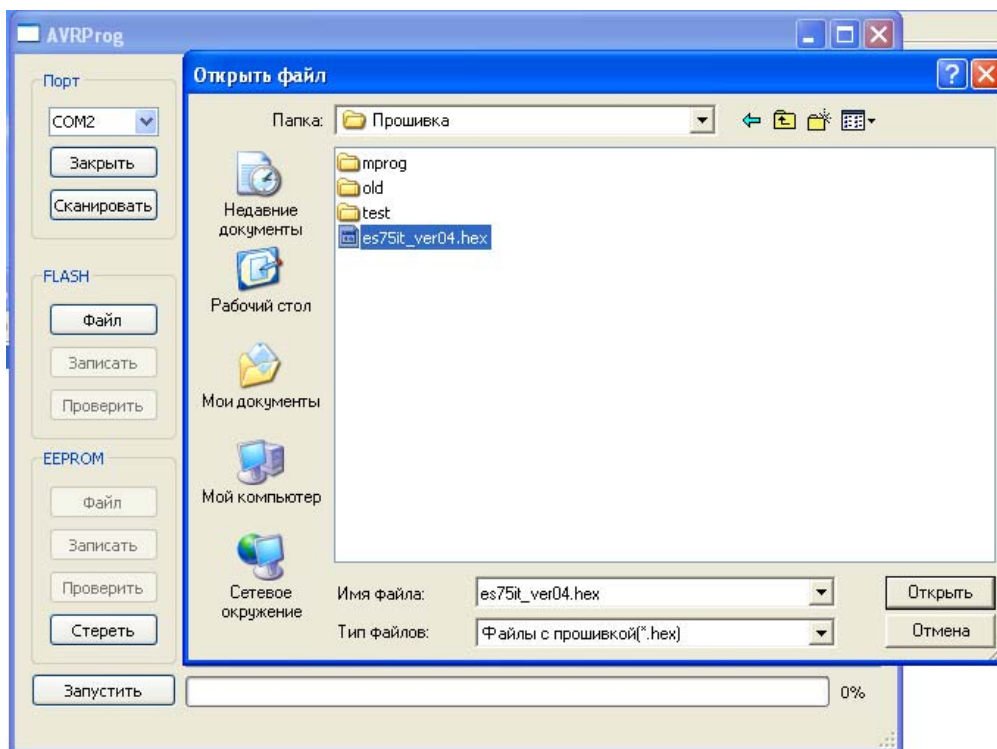 AVRProg
Порт
COM2
Закрыть
Сканировать
FLASH
Файл
Записать
Проверить
EEPROM
Файл
Записать
Проверить
Стереть
Запустить
0%
Открыть файл
Папка:
Прошивка
Недавние
документы
Рабочий стол
Мои документы
Мой компьютер
Сетевое
окружение
mprog
old
test
es75it_ver04.hex
Имя файла:
es75it_ver04.hex
Открыть
Тип файлов:
Файлы с прошивкой(*.hex)
Отмена